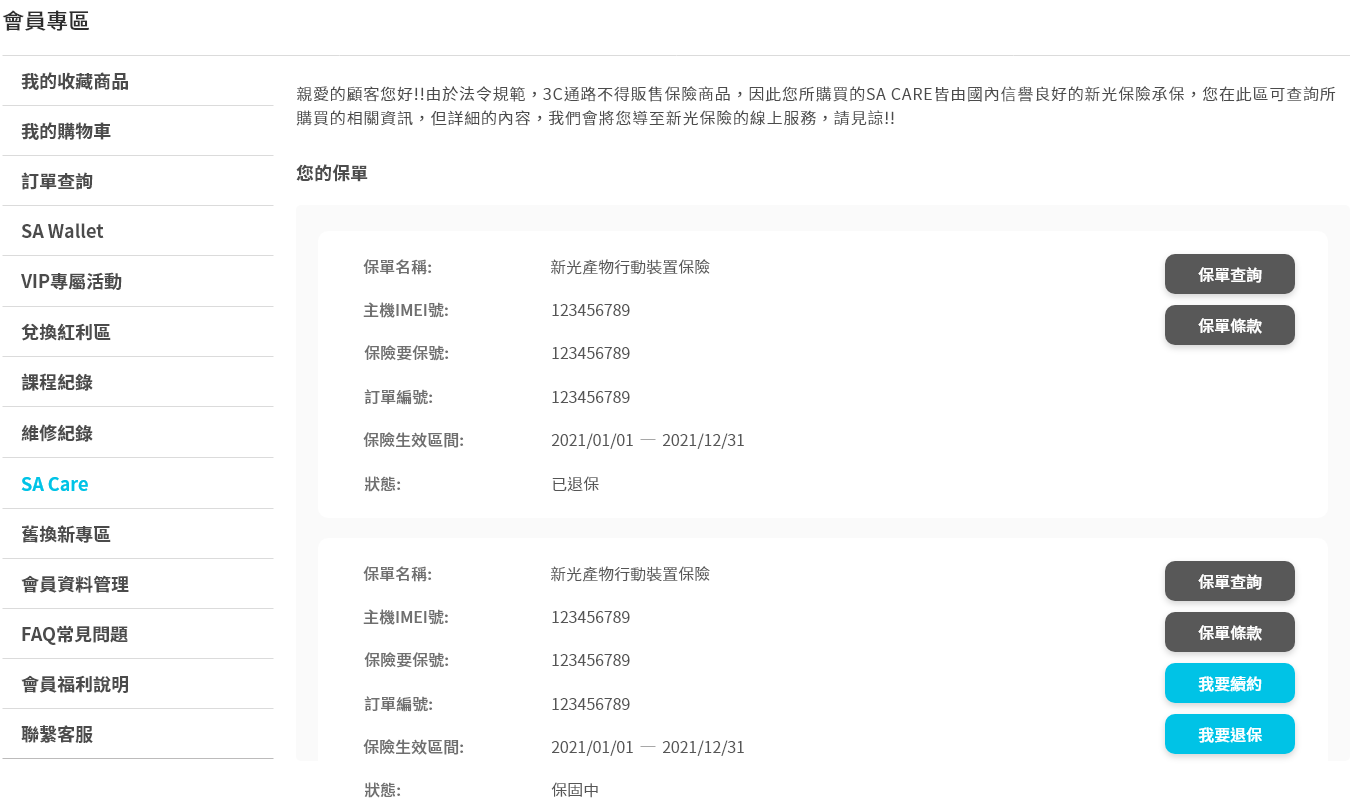 會員專區
我的收藏商品
我的購物車
訂單查詢
SA Wallet
VIP專屬活動
兌換紅利區
課程紀錄
維修紀錄
SA Care
舊換新專區
會員資料管理
FAQ常見問題
會員福利說明
聯繫客服
親愛的顧客您好!!由於法令規範，3C通路不得販售保險商品，因此您所購買的SA CARE皆由國內信譽良好的新光保險承保，您在此區可查詢所
購買的相關資訊，但詳細的內容，我們會將您導至新光保險的線上服務，請見諒!!
您的保單
保單名稱: 新光產物行動裝置保險
主機IMEI號: 123456789
保險要保號: 123456789
訂單編號: 123456789
保險生效區間: 2021/01/01 — 2021/12/31
狀態: 已退保
保單查詢
保單條款
保單名稱: 新光產物行動裝置保險
主機IMEI號: 123456789
保險要保號: 123456789
訂單編號: 123456789
保險生效區間: 2021/01/01 — 2021/12/31
狀態: 保固中
保單查詢
保單條款
我要續約
我要退保